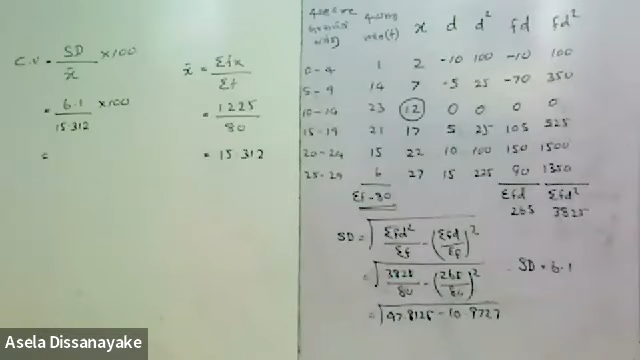 C.V = SD/x̄ ×100
= 6.1/15.312 ×100
=
x̄ = Σfx/Σf
= 1225/80
= 15.312
x d d² fd fd²
0-4 1 2 -10 100 -10 100
5-9 14 7 -5 25 -70 350
10-14 23 12 0 0 0 0
15-19 21 17 5 25 105 525
20-24 15 22 10 100 150 1500
25-29 6 27 15 225 90 1350
Σf=80 Σfd Σfd²
265 3825
SD = √(Σfd²/Σf - (Σfd/Σf)²)
= √(3825/80 - (265/80)²)
SD = 6.1
= √(47.8125 - 10.9727)
Asela Dissanayake